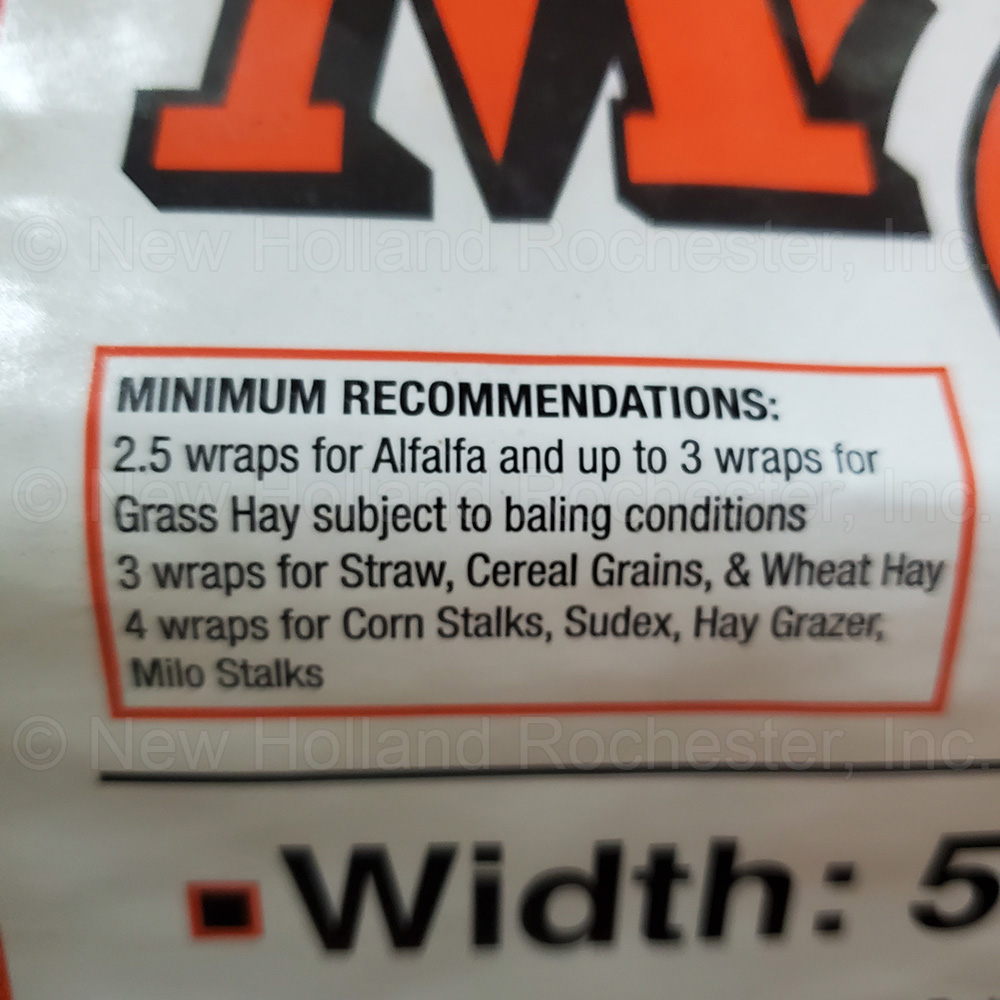 M
© New Holland Rochester, Inc.
MINIMUM RECOMMENDATIONS:
2.5 wraps for Alfalfa and up to 3 wraps for
© New Holland Rochester, Inc.
Grass Hay subject to baling conditions
3 wraps for Straw, Cereal Grains, & Wheat Hay
4 wraps for Corn Stalks, Sudex, Hay Grazer,
Milo Stalks
© New Holland Rochester, Inc.
Width: 5